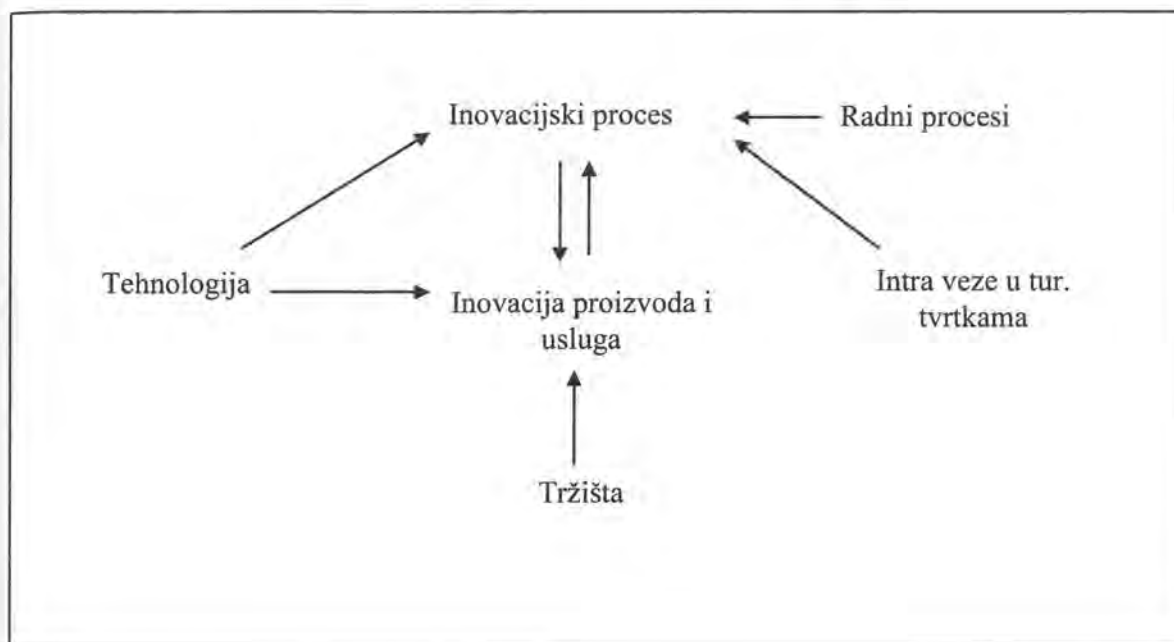 Inovacijski proces
Radni procesi
Tehnologija
Inovacija proizvoda i
usluga
Intra veze u tur.
tvrtkama
Tržišta